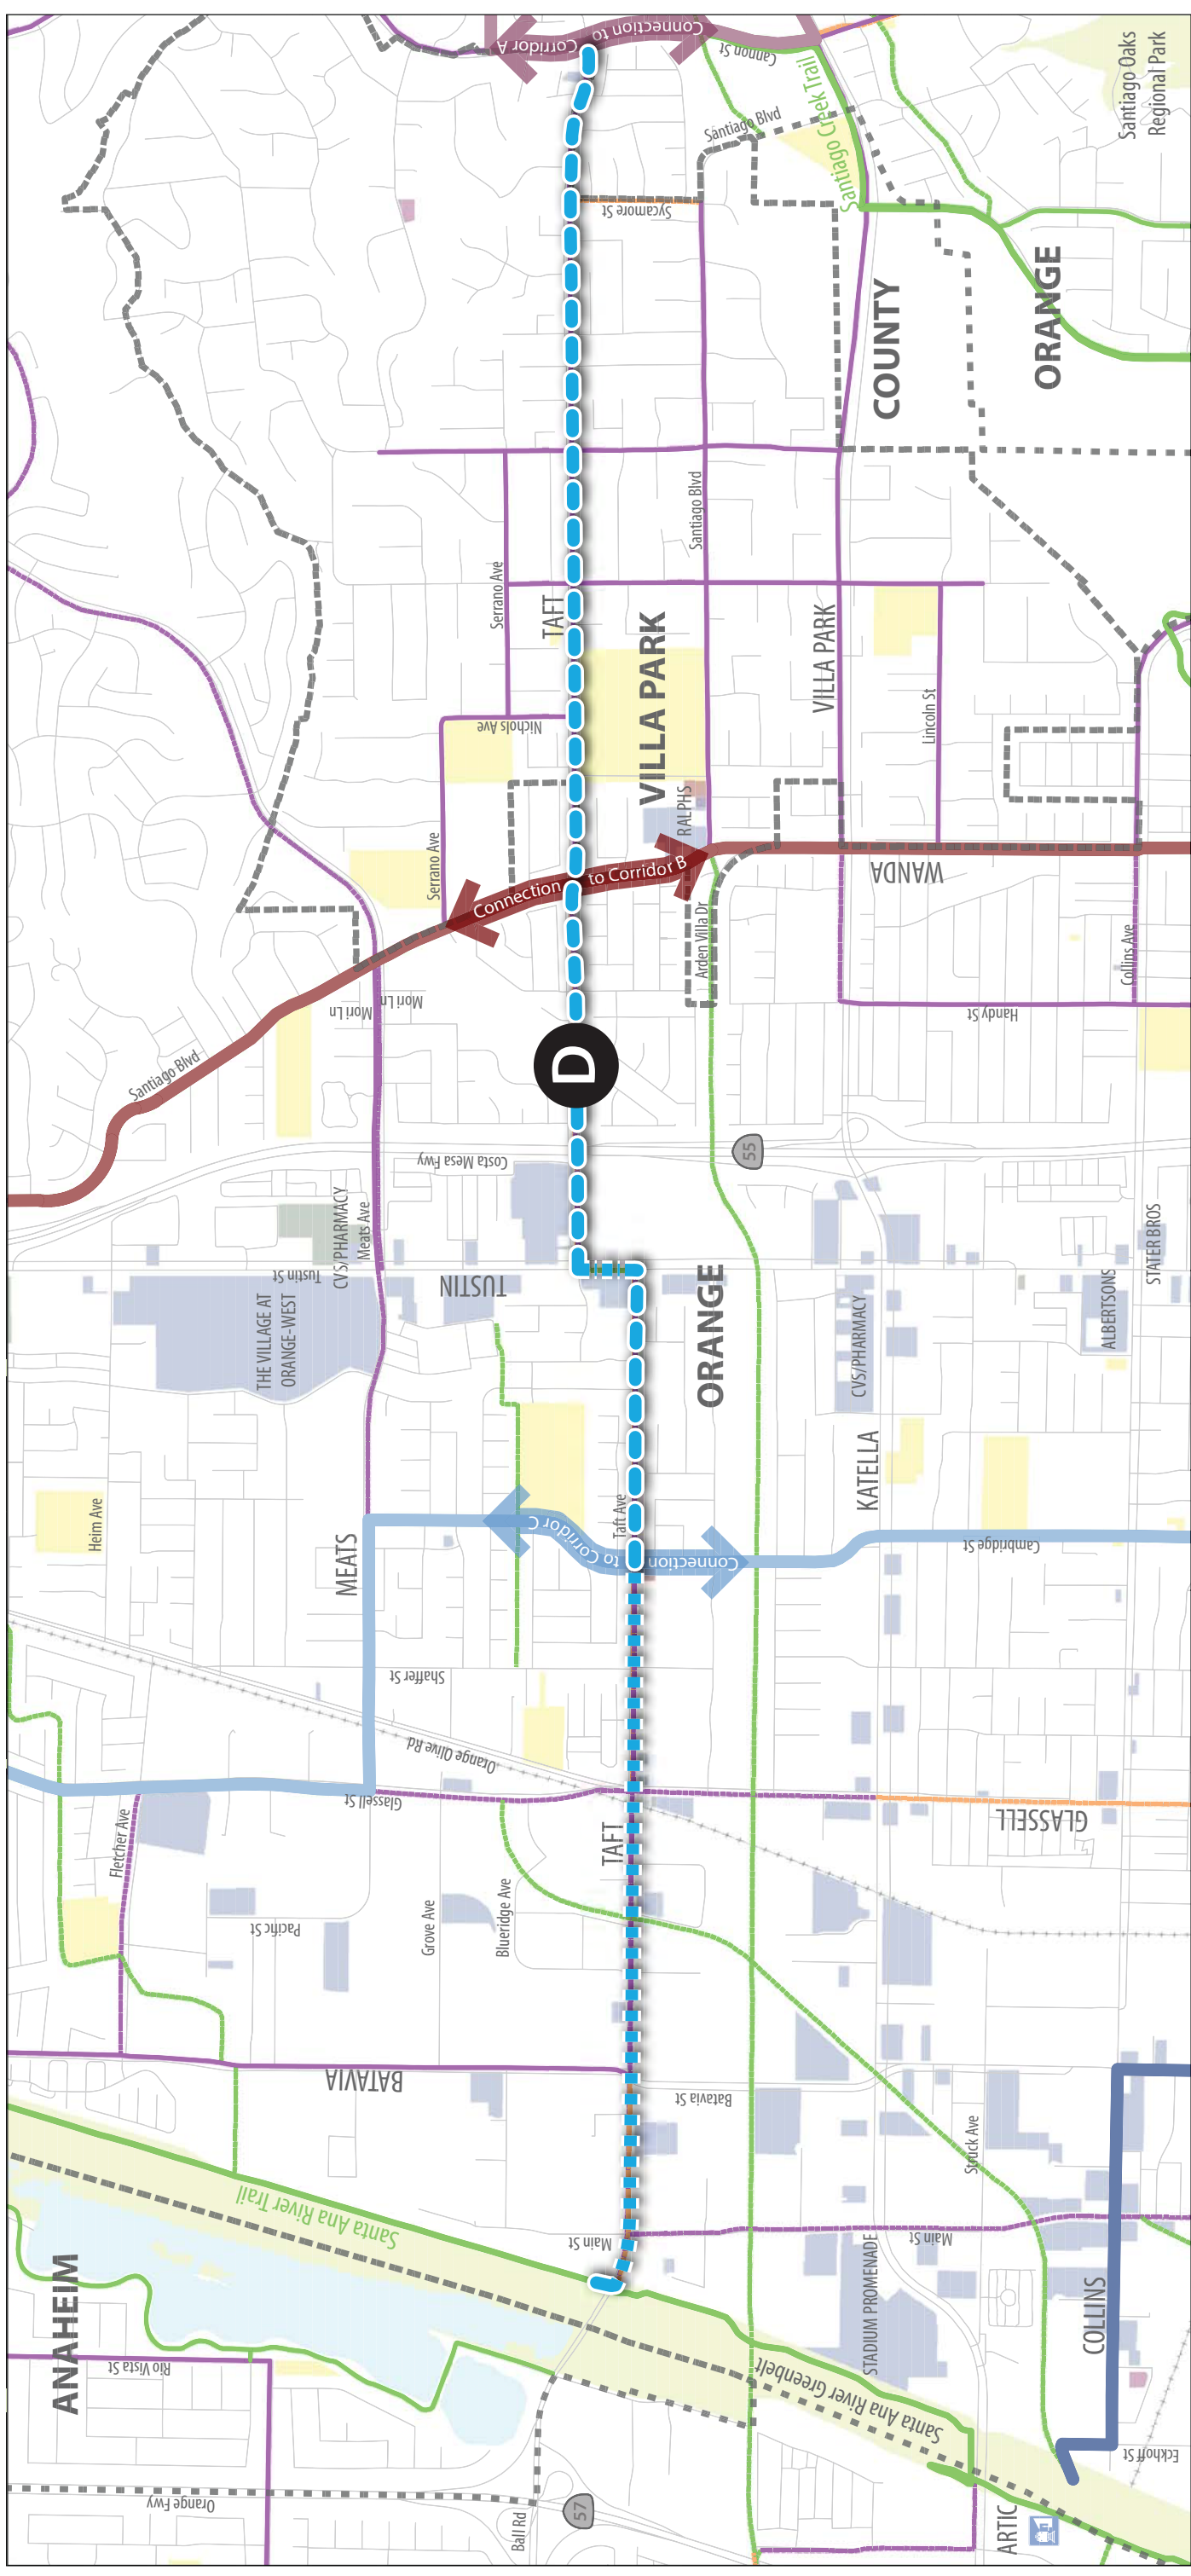 Connection to
Corridor A
Cannon St
Santiago Creek Trail
Santiago Oaks
Regional Park
Santiago Blvd
Sycamore St
COUNTY
ORANGE
Santiago Blvd
Serrano Ave
TAFT
VILLA PARK
VILLA PARK
Lincoln St
Nichols Ave
RALPHS
Serrano Ave
Connection
to Corridor B
WANDA
Arden Villa Dr
Collins Ave
Mori Ln
Mori Ln
Handy St
Santiago Blvd
D
55
Costa Mesa Fwy
CVS/PHARMACY
Meats Ave
STATER BROS
Tustin St
TUSTIN
THE VILLAGE AT
ORANGE-WEST
ORANGE
CVS/PHARMACY
ALBERTSONS
KATELLA
Heim Ave
Taft Ave
MEATS
Connection
to Corridor C
Cambridge St
Shaffer St
Orange Olive Rd
Glassell St
GLASSELL
Fletcher Ave
TAFT
Pacific St
Grove Ave
Blueridge Ave
BATAVIA
Batavia St
Struck Ave
Santa Ana River Trail
Main St
Main St
ANAHEIM
STADIUM PROMENADE
COLLINS
Rio Vista St
Santa Ana River Greenbelt
Eckhoff St
Orange Fwy
Ball Rd
57
ARTIC